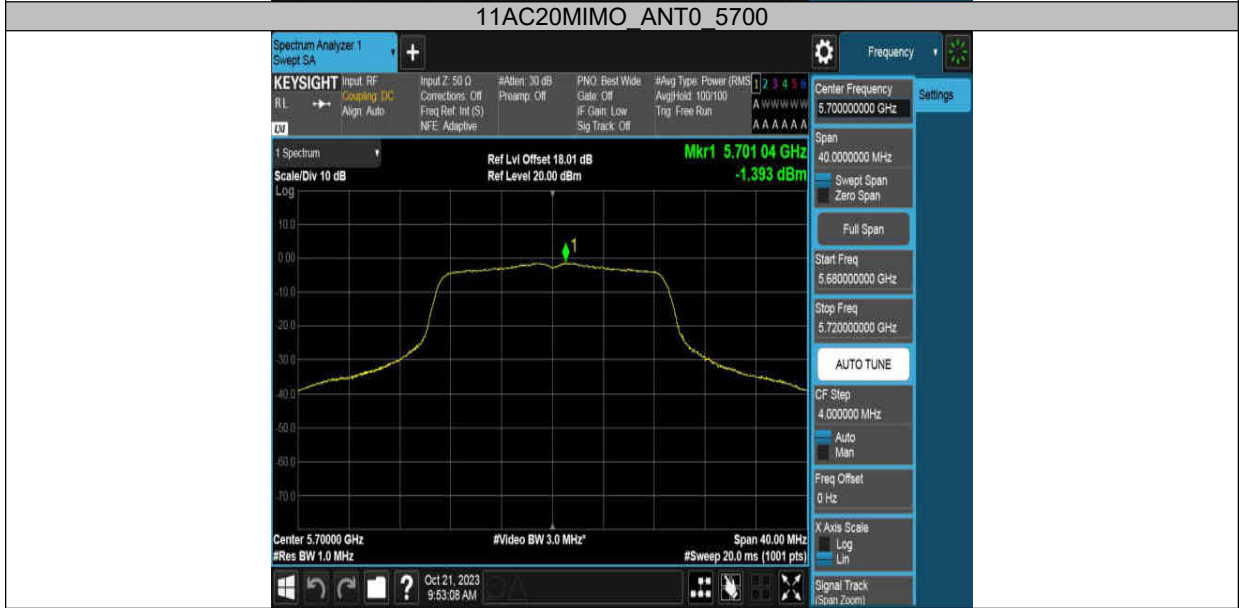 11AC20MIMO_ANT0_5700
Spectrum Analyzer 1
Swept SA
+
Frequency
KEYSIGHT
RL
Input: RF
Coupling: DC
Align: Auto
Input Z: 50 Ω
Corrections: Off
Freq Ref: Int (S)
NFE: Adaptive
#Atten: 30 dB
Preamp: Off
PNO: Best Wide
Gate: Off
IF Gain: Low
Sig Track: Off
#Avg Type: Power (RMS
Avg|Hold: 100/100
Trig: Free Run
1 2 3 4 5 6
A W W W W W
A A A A A A
LXI
1 Spectrum
Scale/Div 10 dB
Log
Ref Lvl Offset 18.01 dB
Ref Level 20.00 dBm
Mkr1 5.701 04 GHz
-1.393 dBm
10.0
0.00
-10.0
-20.0
-30.0
-40.0
-50.0
-60.0
-70.0
1
Center 5.70000 GHz
#Res BW 1.0 MHz
#Video BW 3.0 MHz*
Span 40.00 MHz
#Sweep 20.0 ms (1001 pts)
?
Oct 21, 2023
9:53:08 AM
Center Frequency
5.700000000 GHz
Settings
Span
40.0000000 MHz
Swept Span
Zero Span
Full Span
Start Freq
5.680000000 GHz
Stop Freq
5.720000000 GHz
AUTO TUNE
CF Step
4.000000 MHz
Auto
Man
Freq Offset
0 Hz
X Axis Scale
Log
Lin
Signal Track
(Span Zoom)